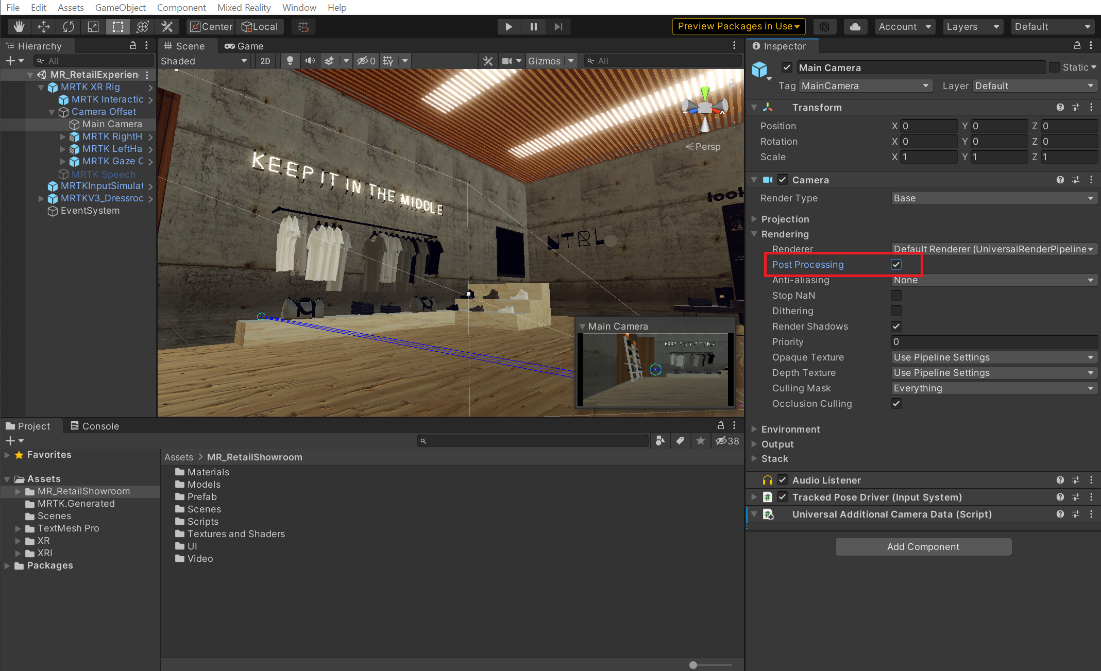 File Edit Assets GameObject Component Mixed Reality Window Help
Center Local Preview Packages in Use Account Layers Default
Hierarchy
All
MR_RetailExperien
MRTK XR Rig
MRTK Interactic
Camera Offset
Main Camera
MRTK RightH
MRTK LeftHa
MRTK Gaze C
MRTK Speech
MRTKInputSimulat
MRTKV3_Dressroc
EventSystem
Scene Game
Shaded 2D 0 Gizmos All
Persp
KEEP IT IN THE MIDDLE
look
NTBL
Main Camera
Inspector
Main Camera Static
Tag MainCamera Layer Default
Transform
Position X 0 Y 0 Z 0
Rotation X 0 Y 0 Z 0
Scale X 1 Y 1 Z 1
Camera
Render Type Base
Projection
Rendering
Renderer Default Renderer (UniversalRenderPipeline
Post Processing
Anti-aliasing None
Stop NaN
Dithering
Render Shadows
Priority 0
Opaque Texture Use Pipeline Settings
Depth Texture Use Pipeline Settings
Culling Mask Everything
Occlusion Culling
Environment
Output
Stack
Audio Listener
Tracked Pose Driver (Input System)
Universal Additional Camera Data (Script)
Add Component
Project Console
38
Favorites
Assets
MR_RetailShowroom
MRTK.Generated
Scenes
TextMesh Pro
XR
XRI
Packages
Assets > MR_RetailShowroom
Materials
Models
Prefab
Scenes
Scripts
Textures and Shaders
UI
Video